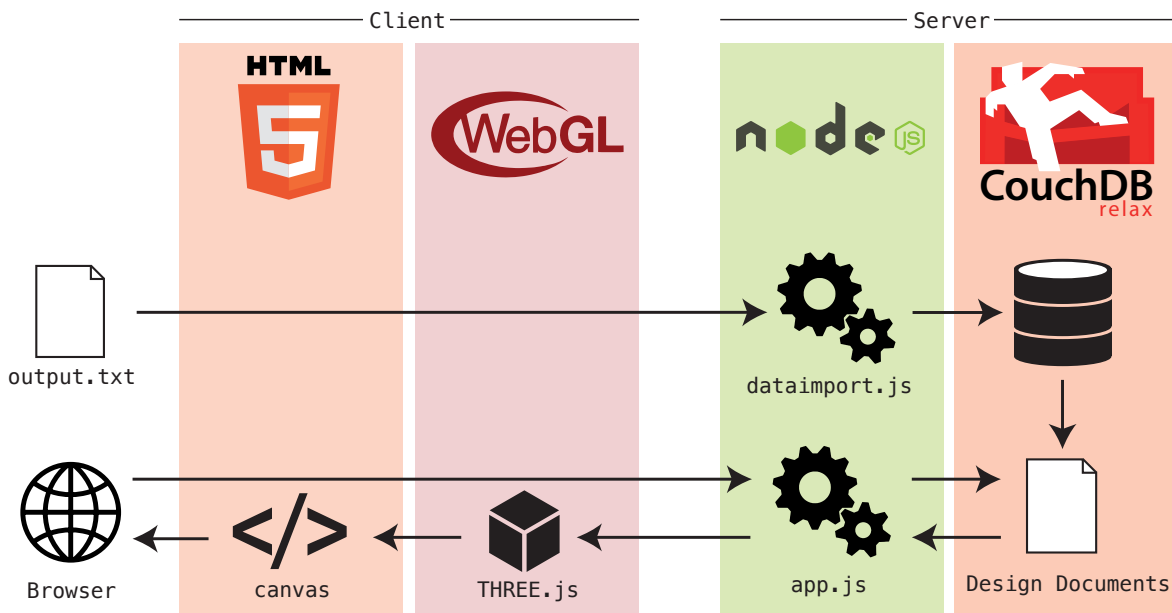 Client
Server
HTML
5
WebGL
node
JS
CouchDB
relax
output.txt
dataimport.js
</>
Browser
canvas
THREE.js
app.js
Design Documents